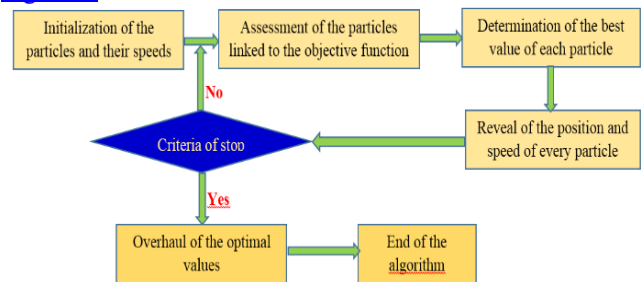 Initialization of the
particles and their speeds
Assessment of the particles
linked to the objective function
Determination of the best
value of each particle
No
Reveal of the position and
speed of every particle
Criteria of stop
Yes
Overhaul of the optimal
values
End of the
algorithm